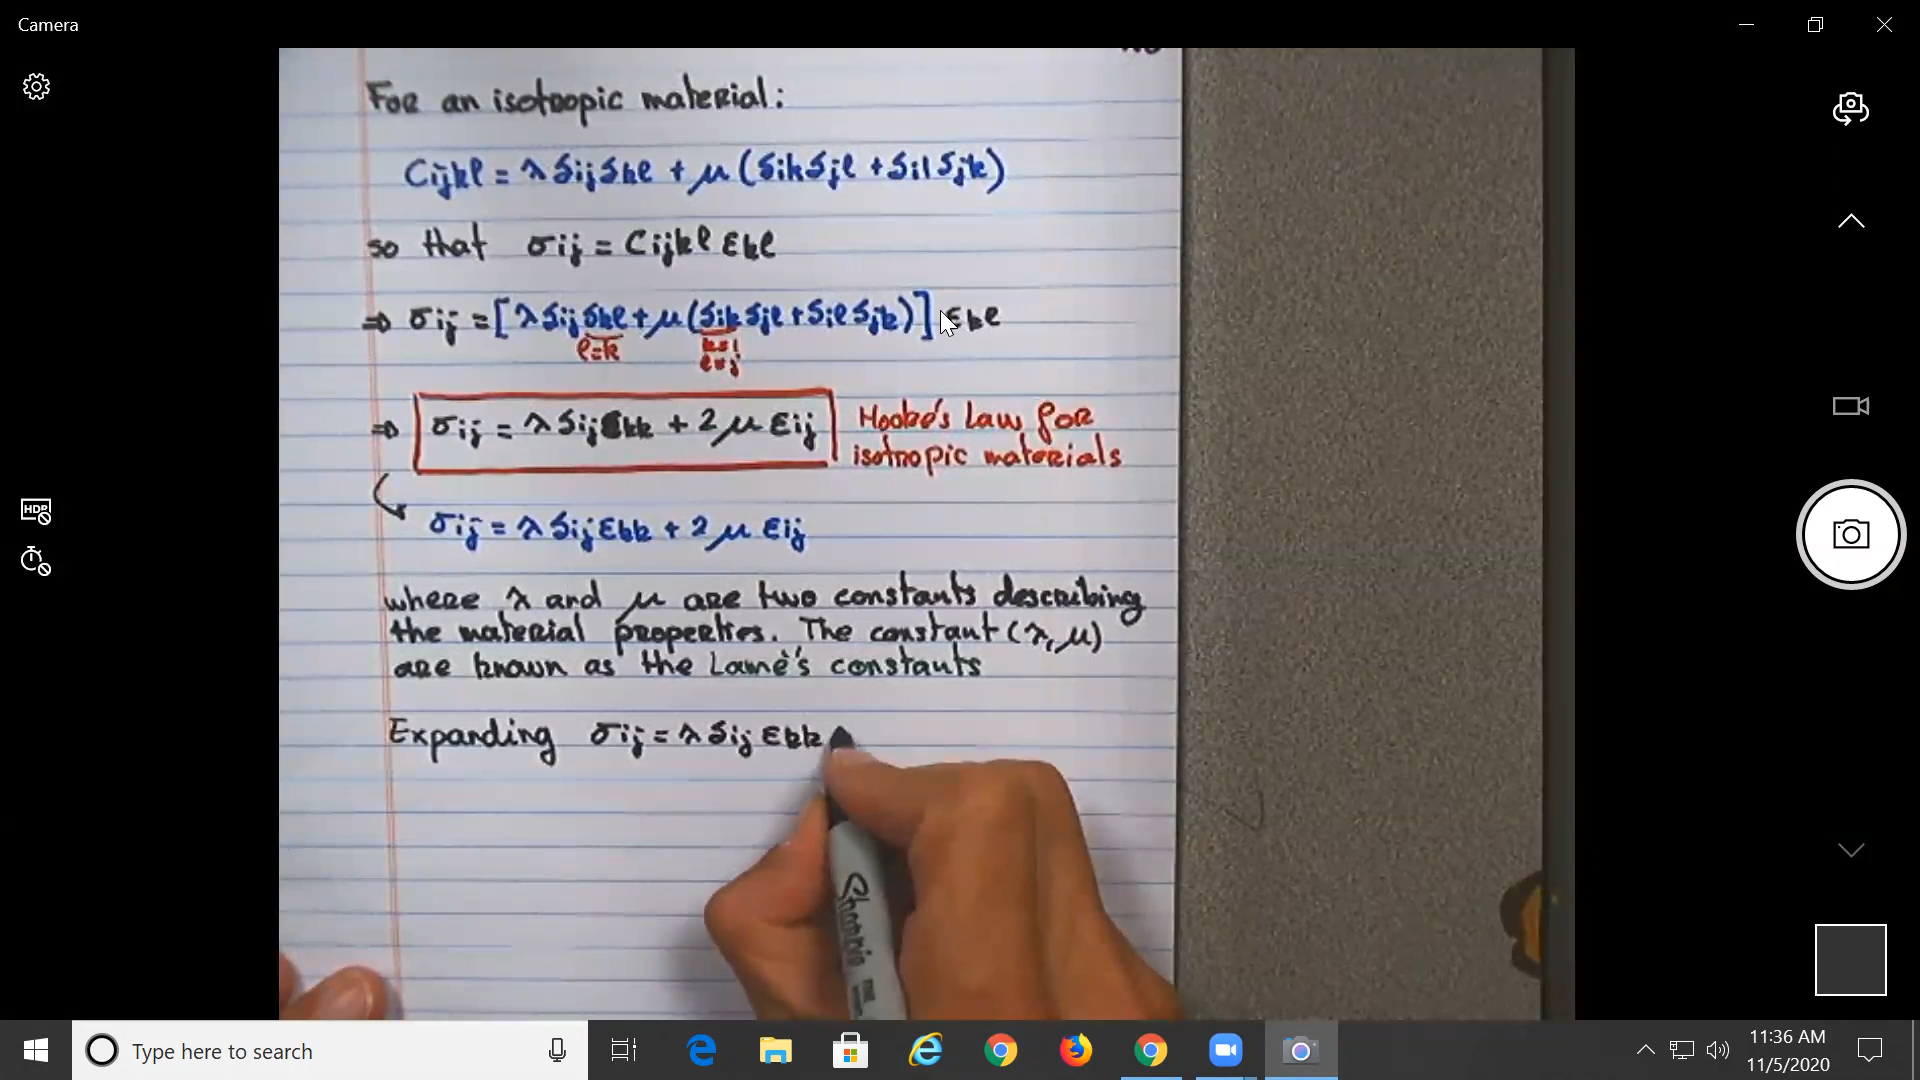 Camera
For an isotropic material:
Cijkl = λ δij δkl + μ (δik δjl + δil δjk)
so that σij = Cijkl εkl
⇒ σij = [λ δij δkl + μ (δik δjl + δil δjk)] εkl
l=k k=i
l=j
⇒ σij = λ δij εkk + 2 μ εij Hooke's Law for
isotropic materials
σij = λ δij εkk + 2 μ εij
where λ and μ are two constants describing
the material properties. The constant (λ, μ)
are known as the Lamè's constants
Expanding σij = λ δij εkk
Sharpie
Type here to search
11:36 AM
11/5/2020